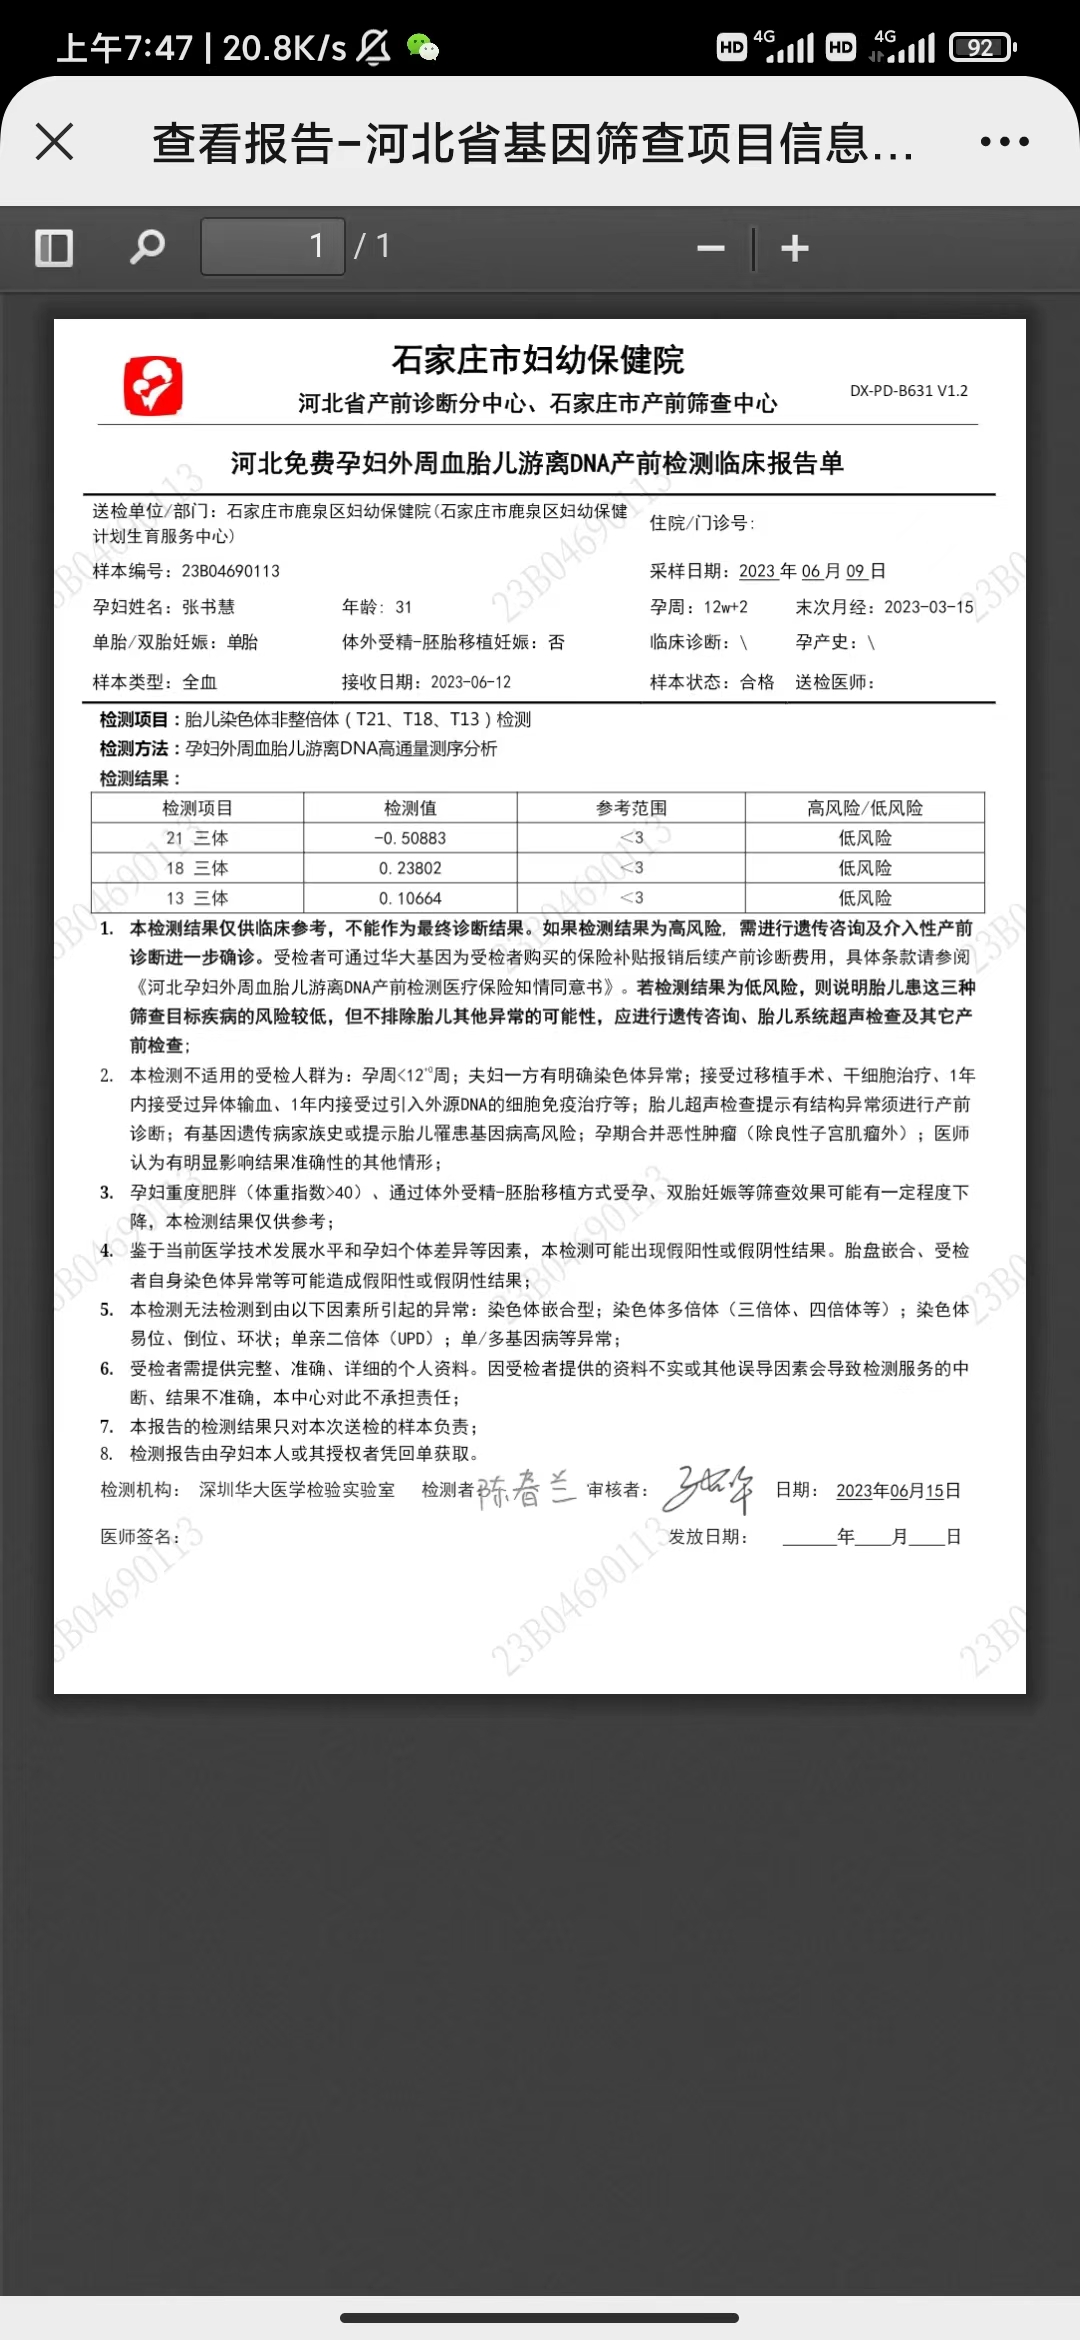 上午7:47 | 20.8K/s
HD 4G HD 4G 92
查看报告-河北省基因筛查项目信息...
1 / 1
石家庄市妇幼保健院
河北省产前诊断分中心、石家庄市产前筛查中心
DX-PD-B631 V1.2
河北免费孕妇外周血胎儿游离DNA产前检测临床报告单
送检单位/部门：石家庄市鹿泉区妇幼保健院(石家庄市鹿泉区妇幼保健
计划生育服务中心)
住院/门诊号:
样本编号：23B04690113 采样日期：2023 年 06 月 09 日
孕妇姓名：张书慧 年龄: 31 孕周：12w+2 末次月经：2023-03-15
单胎/双胎妊娠：单胎 体外受精-胚胎移植妊娠：否 临床诊断：\ 孕产史：\
样本类型：全血 接收日期：2023-06-12 样本状态：合格 送检医师：
检测项目：胎儿染色体非整倍体（T21、T18、T13）检测
检测方法：孕妇外周血胎儿游离DNA高通量测序分析
检测结果：
检测项目 检测值 参考范围 高风险/低风险
21 三体 -0.50883 <3 低风险
18 三体 0.23802 <3 低风险
13 三体 0.10664 <3 低风险
1. 本检测结果仅供临床参考，不能作为最终诊断结果。如果检测结果为高风险，需进行遗传咨询及介入性产前
诊断进一步确诊。受检者可通过华大基因为受检者购买的保险补贴报销后续产前诊断费用，具体条款请参阅
《河北孕妇外周血胎儿游离DNA产前检测医疗保险知情同意书》。若检测结果为低风险，则说明胎儿患这三种
筛查目标疾病的风险较低，但不排除胎儿其他异常的可能性，应进行遗传咨询、胎儿系统超声检查及其它产
前检查；
2. 本检测不适用的受检人群为：孕周<12⁺⁰周；夫妇一方有明确染色体异常；接受过移植手术、干细胞治疗、1年
内接受过异体输血、1年内接受过引入外源DNA的细胞免疫治疗等；胎儿超声检查提示有结构异常须进行产前
诊断；有基因遗传病家族史或提示胎儿罹患基因病高风险；孕期合并恶性肿瘤（除良性子宫肌瘤外）；医师
认为有明显影响结果准确性的其他情形；
3. 孕妇重度肥胖（体重指数>40）、通过体外受精-胚胎移植方式受孕、双胎妊娠等筛查效果可能有一定程度下
降，本检测结果仅供参考；
4. 鉴于当前医学技术发展水平和孕妇个体差异等因素，本检测可能出现假阳性或假阴性结果。胎盘嵌合、受检
者自身染色体异常等可能造成假阳性或假阴性结果；
5. 本检测无法检测到由以下因素所引起的异常：染色体嵌合型；染色体多倍体（三倍体、四倍体等）；染色体
易位、倒位、环状；单亲二倍体（UPD）；单/多基因病等异常；
6. 受检者需提供完整、准确、详细的个人资料。因受检者提供的资料不实或其他误导因素会导致检测服务的中
断、结果不准确，本中心对此不承担责任；
7. 本报告的检测结果只对本次送检的样本负责；
8. 检测报告由孕妇本人或其授权者凭回单获取。
检测机构： 深圳华大医学检验实验室 检测者：陈春兰 审核者： 日期： 2023年06月15日
医师签名： 发放日期： 年 月 日
23B04690113